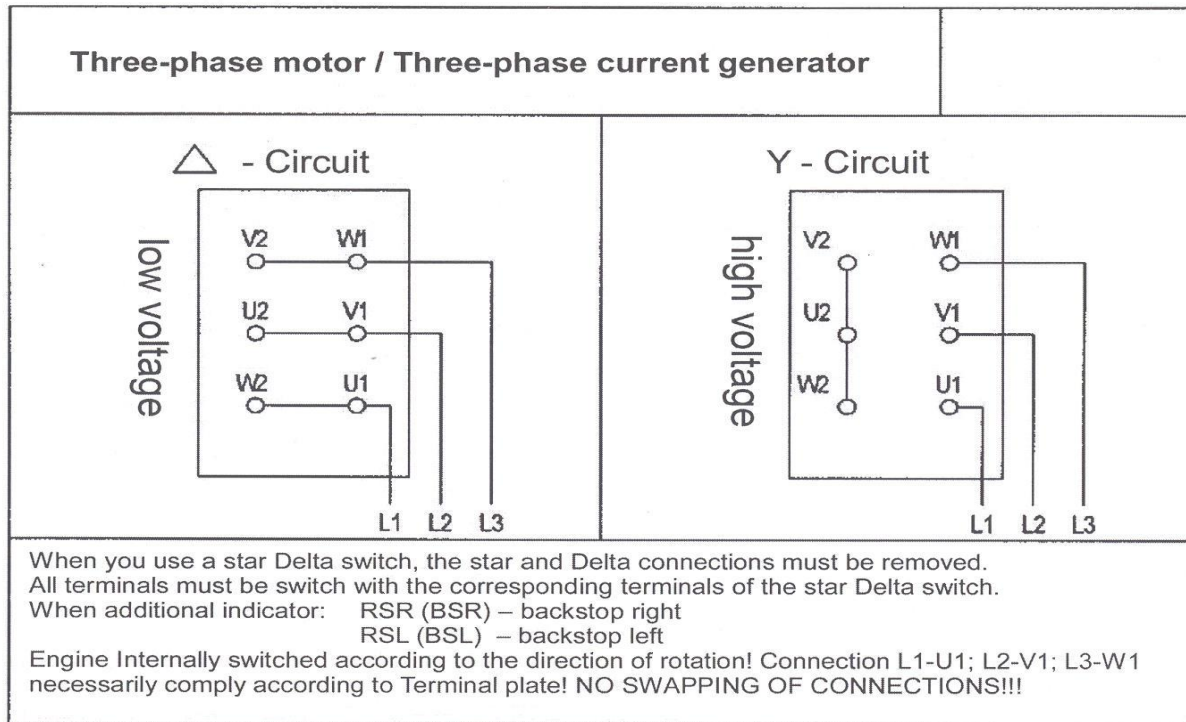 Three-phase motor / Three-phase current generator
△ - Circuit
low voltage
V2 W1
U2 V1
W2 U1
L1 L2 L3
Y - Circuit
high voltage
V2 W1
U2 V1
W2 U1
L1 L2 L3
When you use a star Delta switch, the star and Delta connections must be removed.
All terminals must be switch with the corresponding terminals of the star Delta switch.
When additional indicator: RSR (BSR) – backstop right
RSL (BSL) – backstop left
Engine Internally switched according to the direction of rotation! Connection L1-U1; L2-V1; L3-W1
necessarily comply according to Terminal plate! NO SWAPPING OF CONNECTIONS!!!